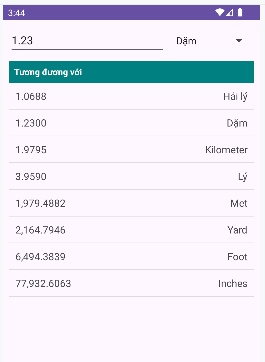 3:44
1.23 Dặm
Tương đương với
1.0688 Hải lý
1.2300 Dặm
1.9795 Kilometer
3.9590 Lý
1,979.4882 Met
2,164.7946 Yard
6,494.3839 Foot
77,932.6063 Inches